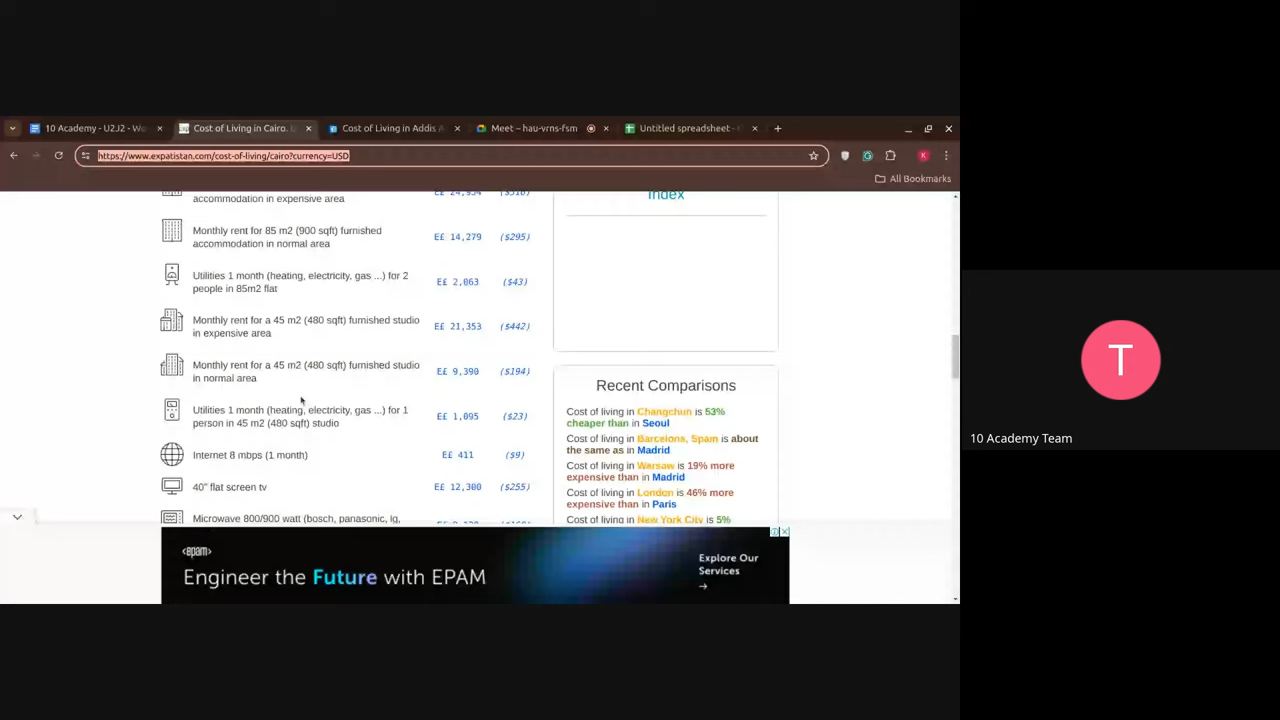 10 Academy - U2J2 - We
Cost of Living in Cairo.
Cost of Living in Addis A
Meet – hau-vrns-fsm
Untitled spreadsheet -
https://www.expatistan.com/cost-of-living/cairo?currency=USD
All Bookmarks
accommodation in expensive area
Monthly rent for 85 m2 (900 sqft) furnished
accommodation in normal area
E£ 14,279 ($295)
Utilities 1 month (heating, electricity, gas ...) for 2
people in 85m2 flat
E£ 2,063 ($43)
Monthly rent for a 45 m2 (480 sqft) furnished studio
in expensive area
E£ 21,353 ($442)
Monthly rent for a 45 m2 (480 sqft) furnished studio
in normal area
E£ 9,390 ($194)
Utilities 1 month (heating, electricity, gas ...) for 1
person in 45 m2 (480 sqft) studio
E£ 1,095 ($23)
Internet 8 mbps (1 month) E£ 411 ($9)
40" flat screen tv E£ 12,300 ($255)
Microwave 800/900 watt (bosch, panasonic, lg,
Index
Recent Comparisons
Cost of living in Changchun is 53%
cheaper than in Seoul
Cost of living in Barcelona, Spain is about
the same as in Madrid
Cost of living in Warsaw is 19% more
expensive than in Madrid
Cost of living in London is 46% more
expensive than in Paris
Cost of living in New York City is 5%
<epam>
Engineer the Future with EPAM
Explore Our
Services
→
T
10 Academy Team